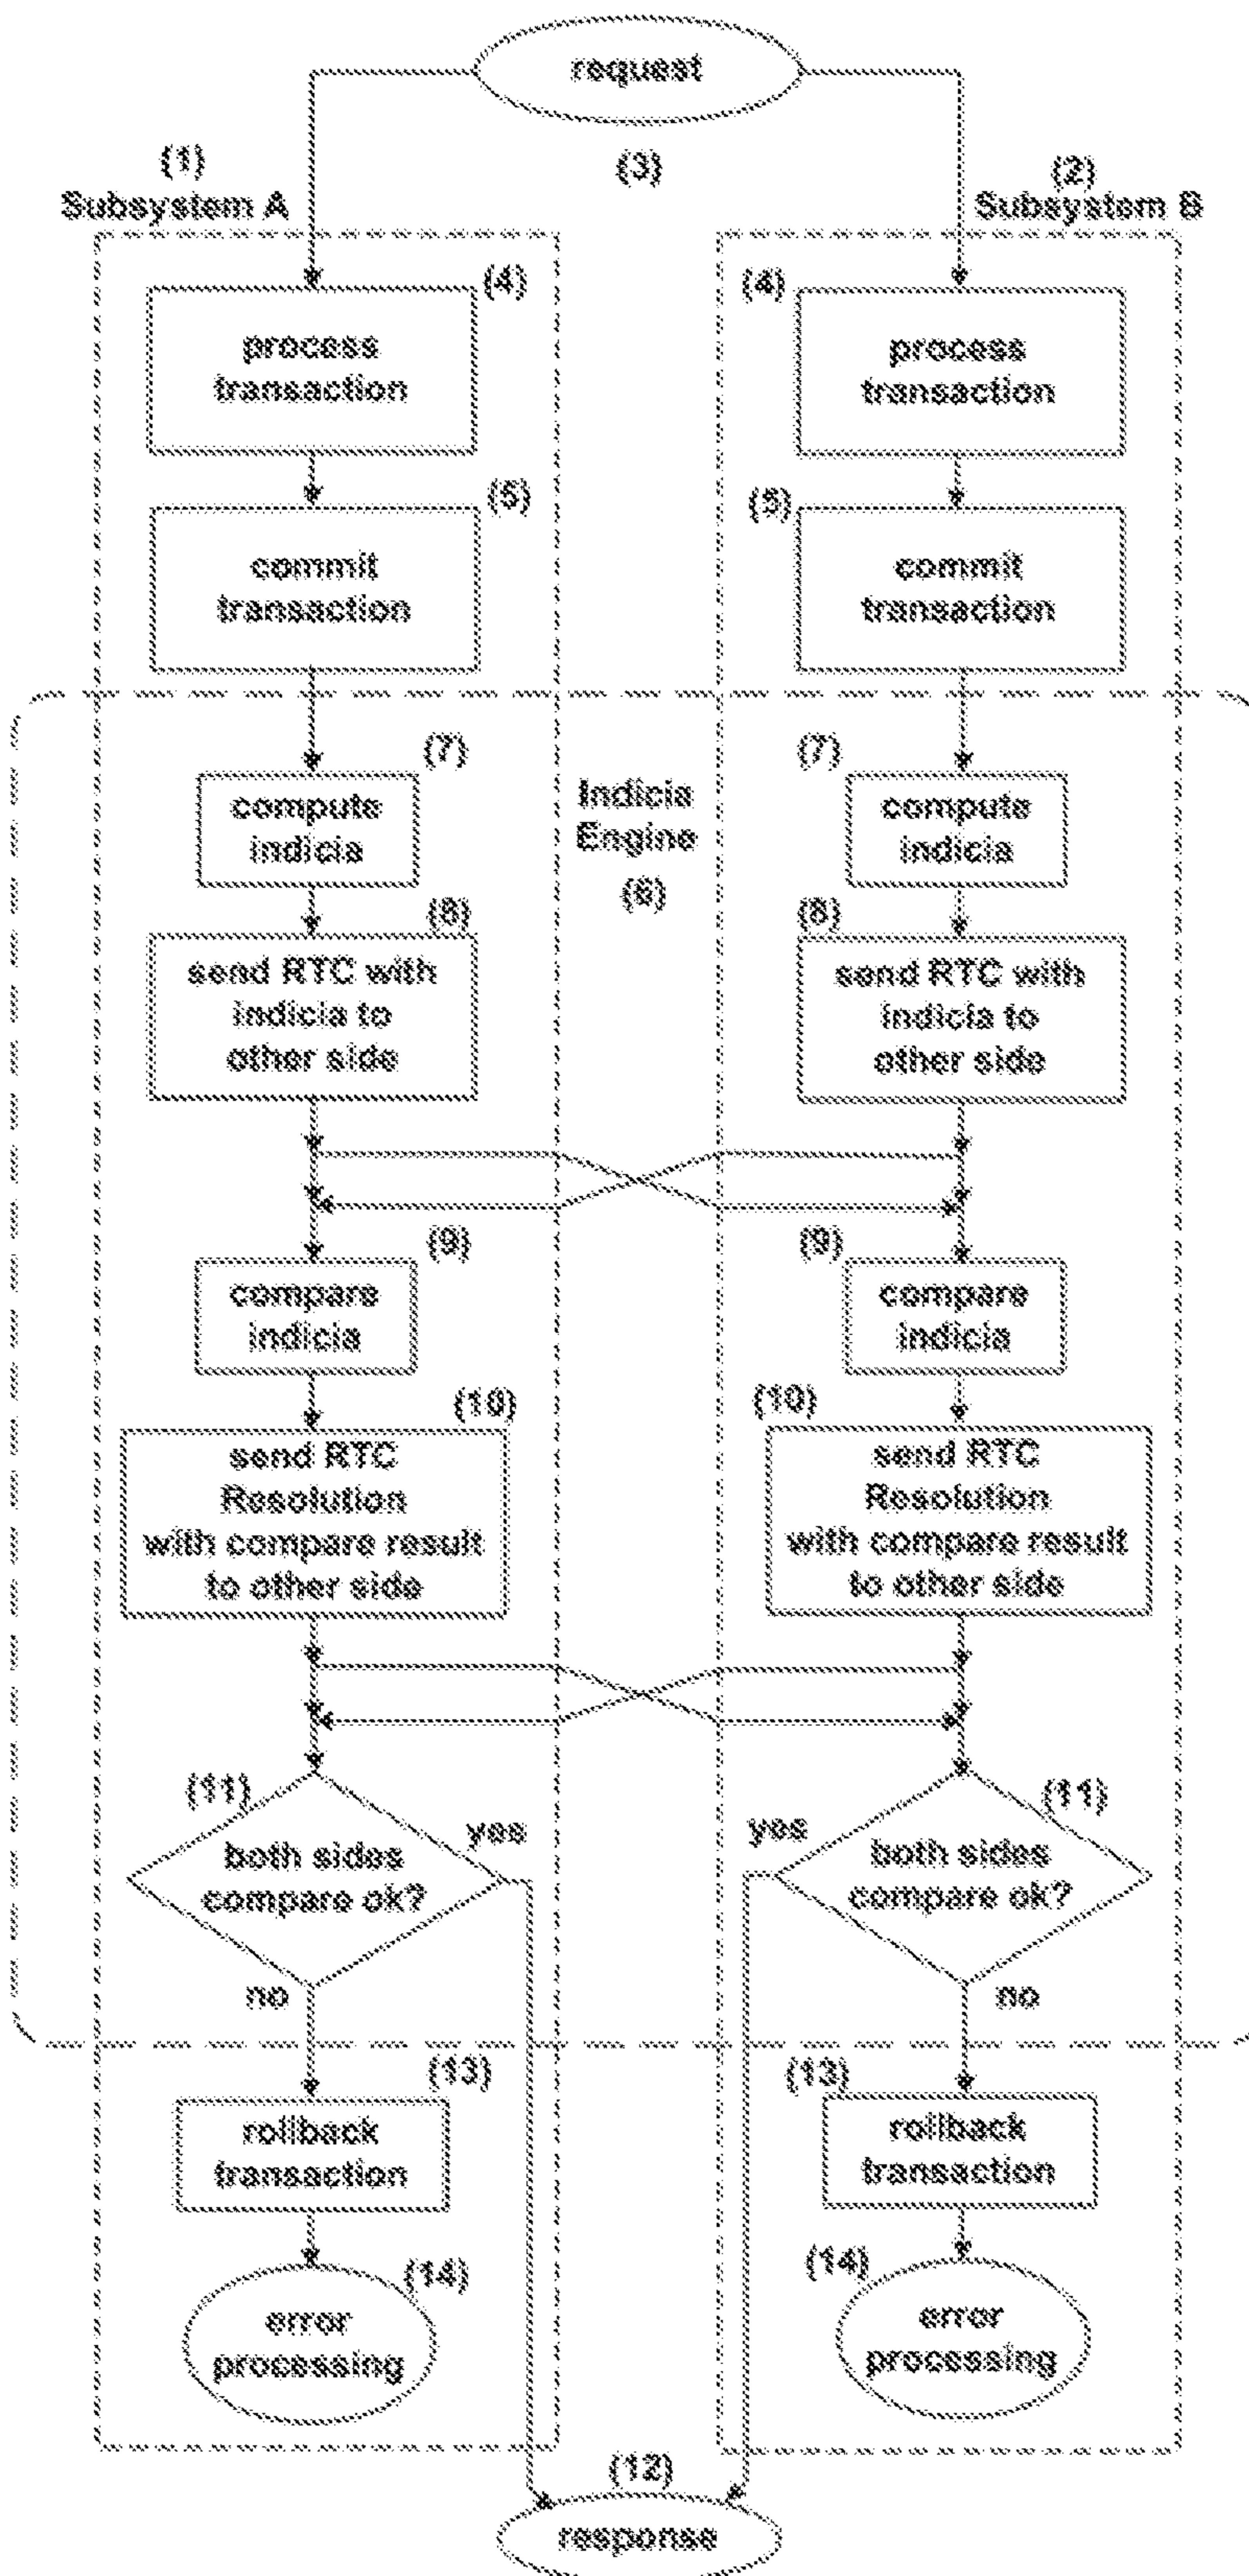 request
(3)
(1)
Subsystem A
(2)
Subsystem B
(4)
process
transaction
(4)
process
transaction
(5)
commit
transaction
(5)
commit
transaction
(7)
compute
indicia
Indicia
Engine
(6)
(7)
compute
indicia
(8)
send RTC with
indicia to
other side
(8)
send RTC with
indicia to
other side
(9)
compare
indicia
(9)
compare
indicia
(10)
send RTC
Resolution
with compare result
to other side
(10)
send RTC
Resolution
with compare result
to other side
(11)
both sides
compare ok?
yes
no
(11)
both sides
compare ok?
yes
no
(13)
rollback
transaction
(13)
rollback
transaction
(14)
error
processing
(14)
error
processing
(12)
response